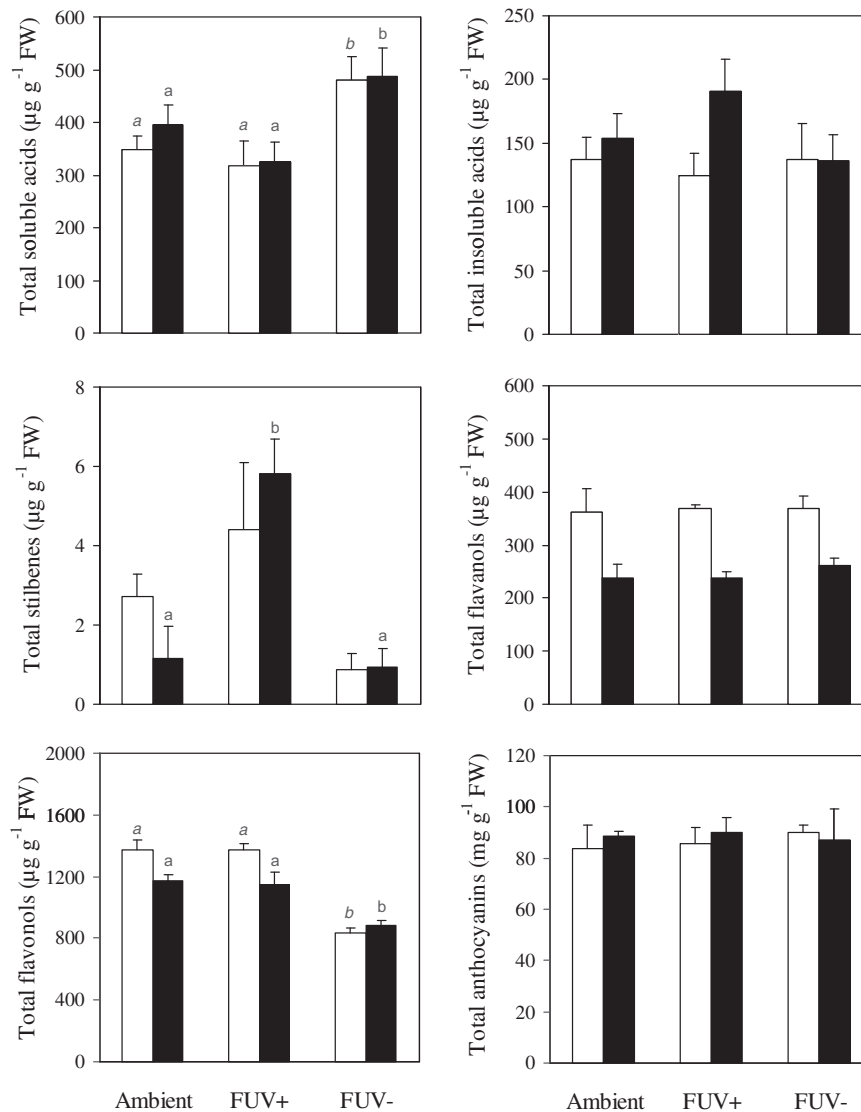 Total soluble acids (µg g⁻¹ FW)
600
500
400
300
200
100
0
a
a
a
a
b
b
Total insoluble acids (µg g⁻¹ FW)
250
200
150
100
50
0
Total stilbenes (µg g⁻¹ FW)
8
6
4
2
0
a
b
a
Total flavanols (µg g⁻¹ FW)
600
500
400
300
200
100
0
Total flavonols (µg g⁻¹ FW)
2000
1600
1200
800
400
0
a
a
a
a
b
b
Ambient FUV+ FUV-
Total anthocyanins (mg g⁻¹ FW)
120
100
80
60
40
20
0
Ambient FUV+ FUV-